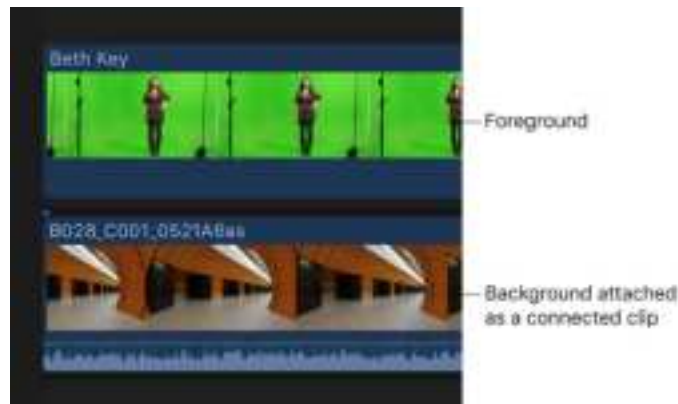 Beth Key
Foreground
B028_C001_0521A6as
Background attached
as a connected clip